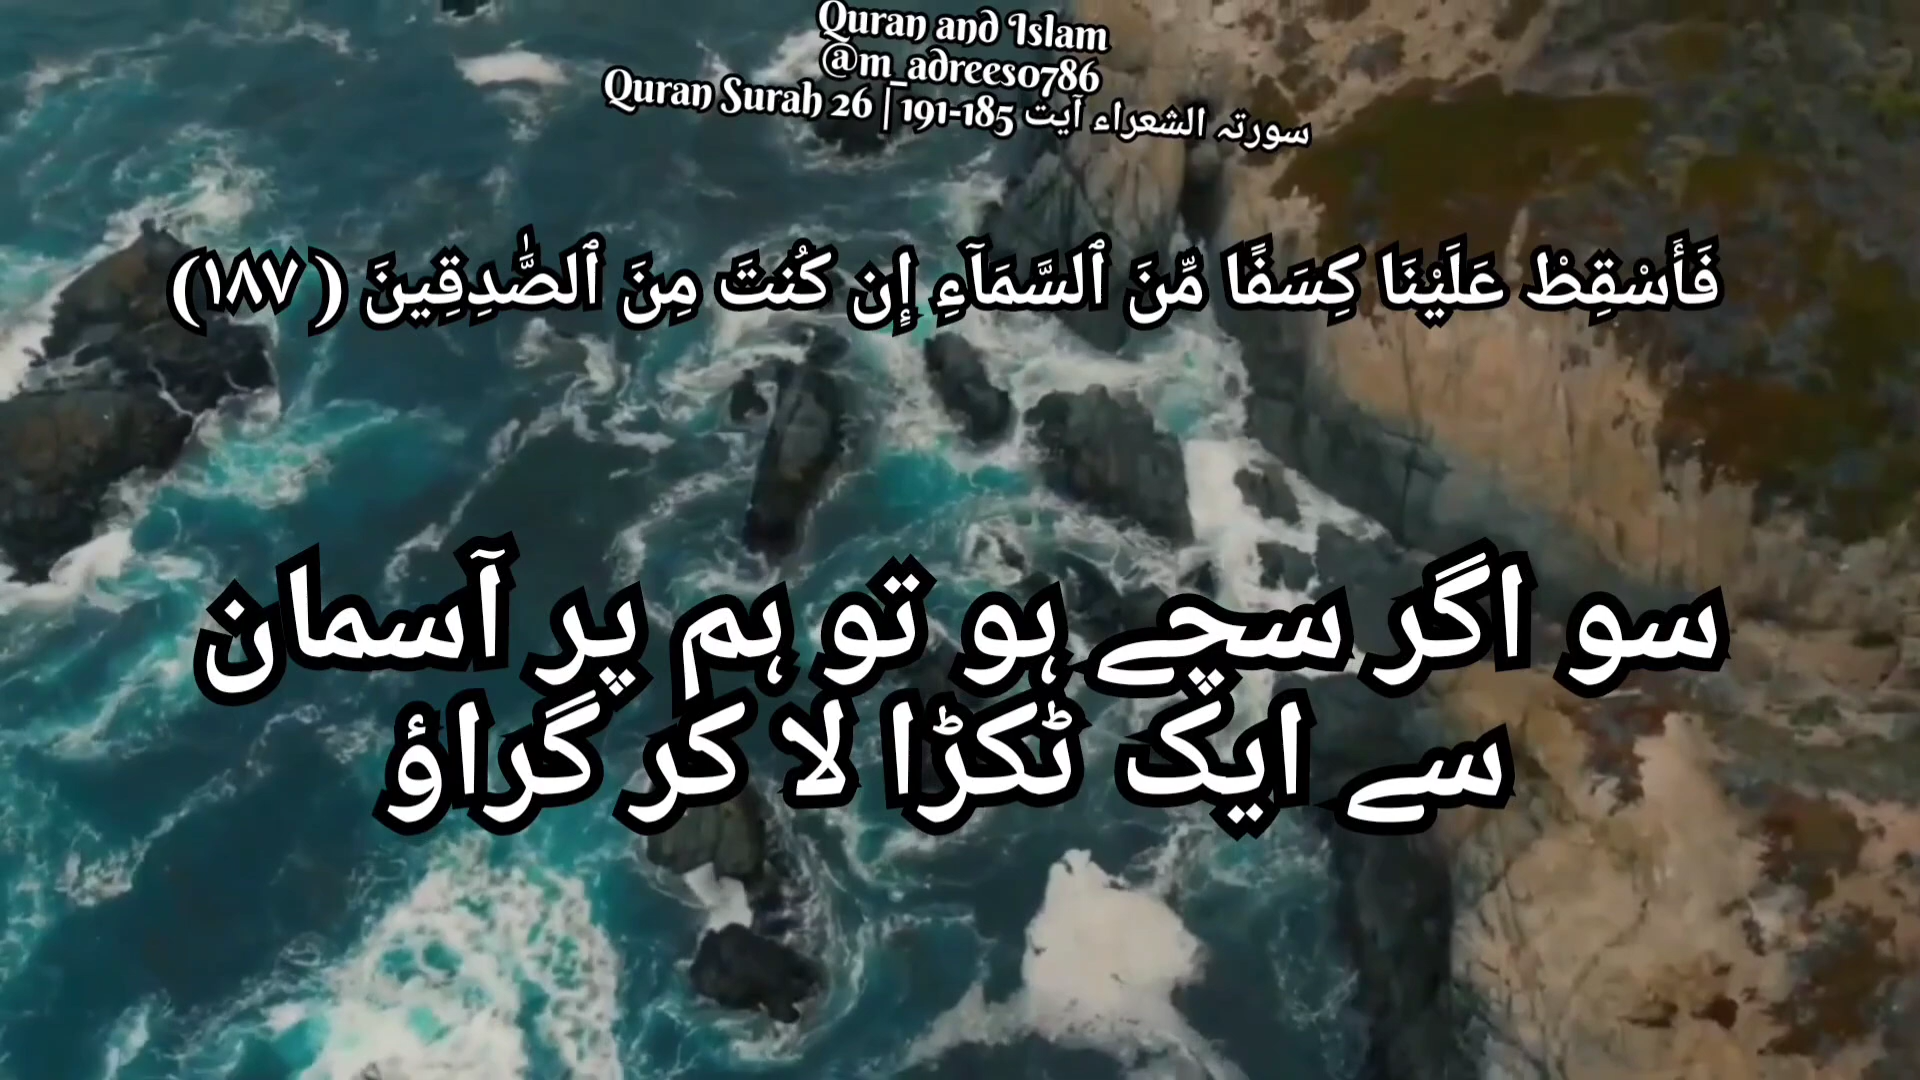 Quran and Islam
@m_adrees0786
Quran Surah 26 | سورتہ الشعراء آیت 185-191
فَأَسْقِطْ عَلَيْنَا كِسَفًا مِّنَ ٱلسَّمَآءِ إِن كُنتَ مِنَ ٱلصَّٰدِقِينَ (١٨٧)
سو اگر سچے ہو تو ہم پر آسمان
سے ایک ٹکڑا لا کر گراؤ